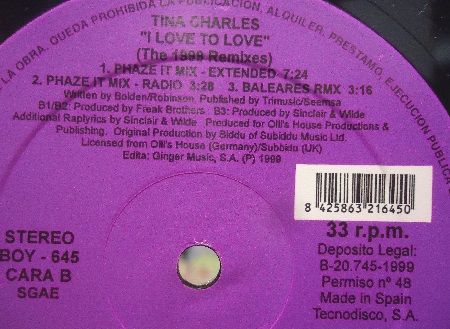 LA OBRA. QUEDA PROHIBIDA LA PUBLICACION, ALQUILER, PRESTAMO, EJECUCION PUBLICA
TINA CHARLES
"I LOVE TO LOVE"
(The 1999 Remixes)
1. PHAZE IT MIX - EXTENDED 7:24
2. PHAZE IT MIX - RADIO 3:28 3. BALEARES RMX 3:16
Written by Bolden/Robinson. Published by Trimusic/Seemsa
B1/B2: Produced by Freak Brothers B3: Produced by Sinclair & Wilde
Additional Raplyrics by Sinclair & Wilde. Produced for Olli's House Productions &
Publishing. Original Production by Biddu of Subiddu Music Ltd.
Licensed from Olli's House (Germany)/Subbidu (UK)
Edita: Ginger Music, S.A. (P) 1999
8 425863 216450
STEREO
BOY - 645
CARA B
SGAE
33 r.p.m.
Deposito Legal:
B-20.745-1999
Permiso nº 48
Made in Spain
Tecnodisco, S.A.